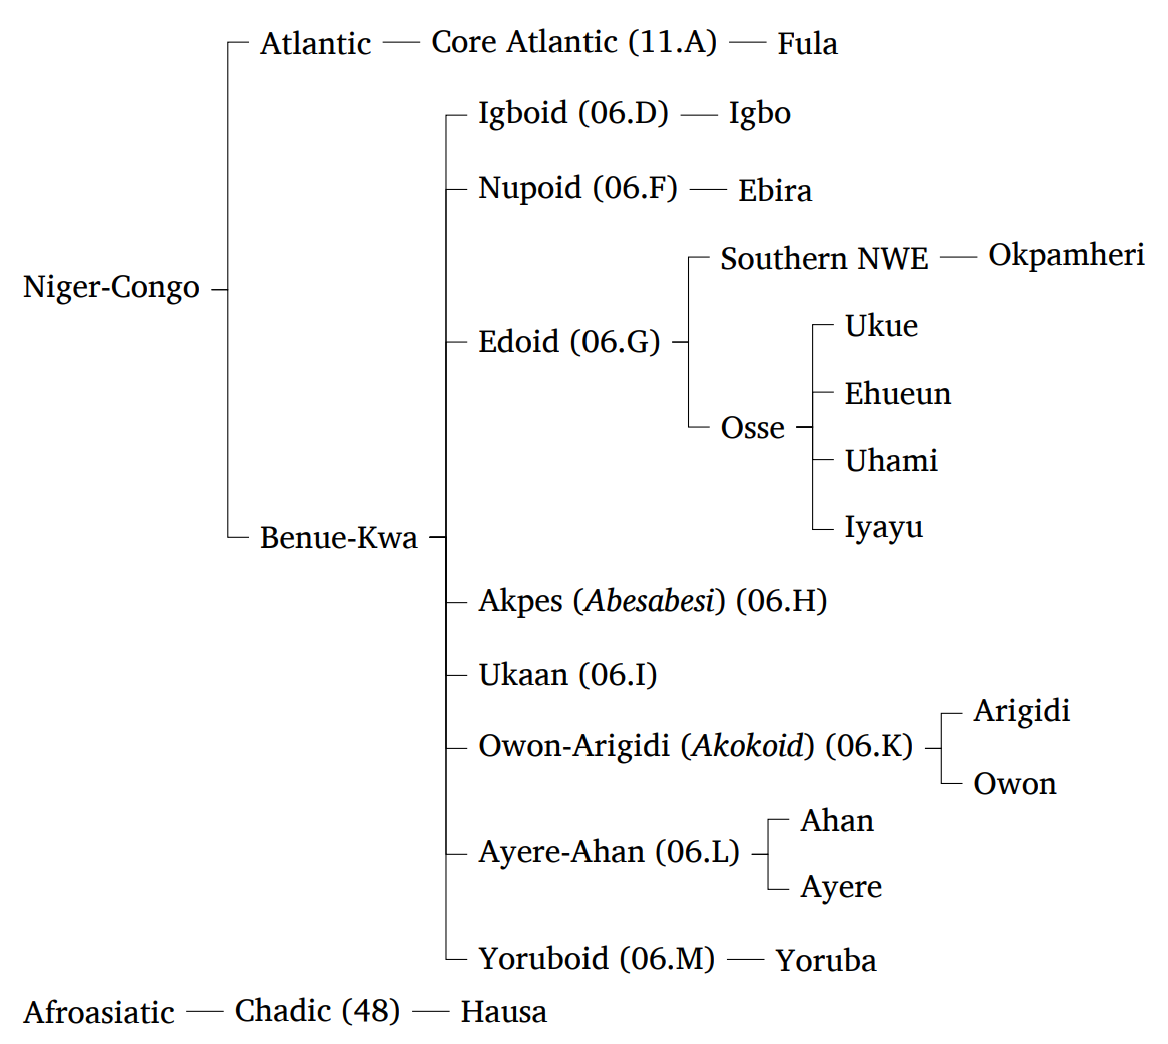 Atlantic Core Atlantic (11.A) Fula
Igboid (06.D) Igbo
Nupoid (06.F) Ebira
Southern NWE Okpamheri
Niger-Congo
Ukue
Edoid (06.G)
Ehueun
Osse
Uhami
Iyayu
Benue-Kwa
Akpes (Abesabesi) (06.H)
Ukaan (06.I)
Arigidi
Owon-Arigidi (Akokoid) (06.K)
Owon
Ahan
Ayere-Ahan (06.L)
Ayere
Yoruboid (06.M) Yoruba
Afroasiatic Chadic (48) Hausa